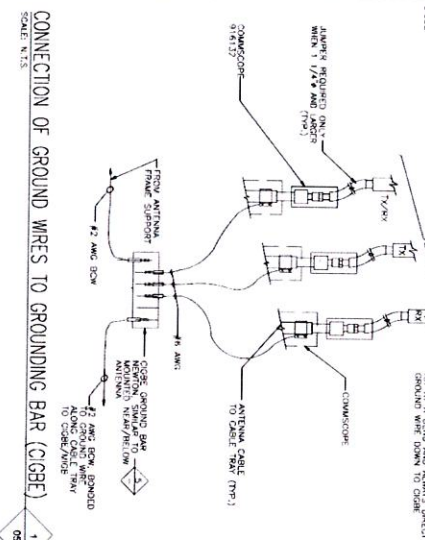 GROUND WIRE DOWN TO CIGBE
JUMPER REQUIRED ONLY
WHEN 1 1/4"ø AND LARGER
(TYP.)
COMMSCOPE
916137
TX/RX
TX
RX
COMMSCOPE
ANTENNA CABLE
TO CABLE TRAY (TYP.)
#6 AWG
FROM ANTENNA
FRAME SUPPORT
#2 AWG BCW
CIGBE GROUND BAR
NEWTON SIMILAR TO
MOUNTED NEAR/BELOW
ANTENNA
5
#2 AWG BCW, BONDED
TO GROUND WIRE
ALONG CABLE TRAY
TO CIGBE/MIGB
CONNECTION OF GROUND WIRES TO GROUNDING BAR (CIGBE)
SCALE: N.T.S.
1